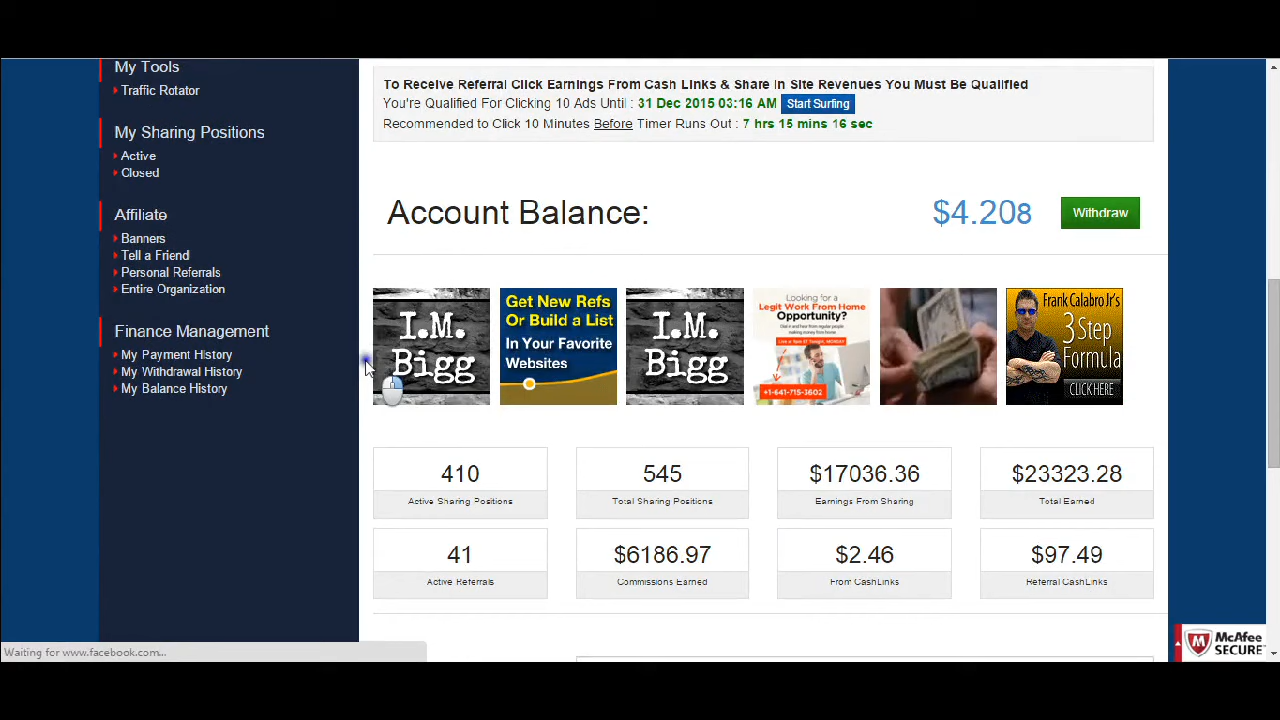 My Tools
Traffic Rotator
My Sharing Positions
Active
Closed
Affiliate
Banners
Tell a Friend
Personal Referrals
Entire Organization
Finance Management
My Payment History
My Withdrawal History
My Balance History
To Receive Referral Click Earnings From Cash Links & Share In Site Revenues You Must Be Qualified
You're Qualified For Clicking 10 Ads Until : 31 Dec 2015 03:16 AM Start Surfing
Recommended to Click 10 Minutes Before Timer Runs Out : 7 hrs 15 mins 16 sec
Account Balance: $4.208 Withdraw
I.M.
Bigg
Get New Refs
Or Build a List
In Your Favorite
Websites
I.M.
Bigg
Looking for a
Legit Work From Home
Opportunity?
+1-641-715-3602
Frank Calabro Jr's
3 Step
Formula
CLICK HERE
410 545 $17036.36 $23323.28
Active Sharing Positions Total Sharing Positions Earnings From Sharing Total Earned
41 $6186.97 $2.46 $97.49
Active Referrals Commissions Earned From CashLinks Referral CashLinks
Waiting for www.facebook.com...
McAfee
SECURE